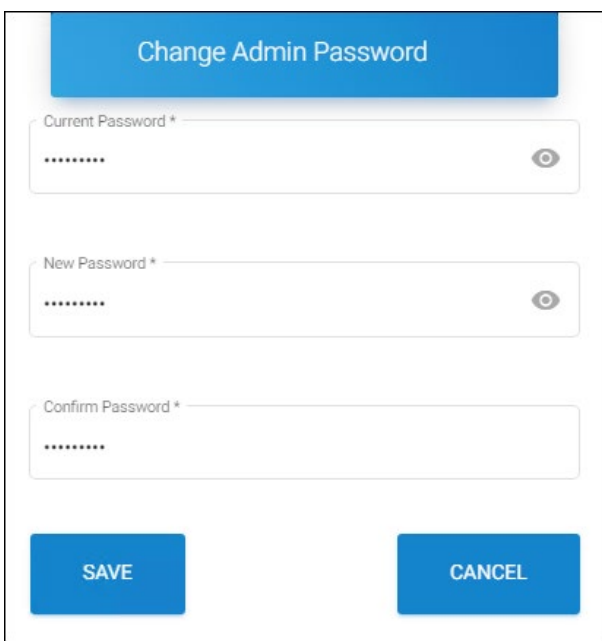 Change Admin Password
Current Password *
•••••••••
New Password *
•••••••••
Confirm Password *
•••••••••
SAVE
CANCEL